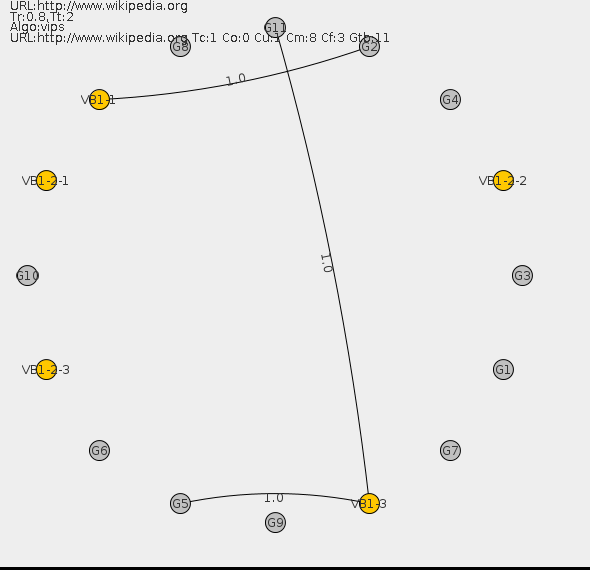 URL:http://www.wikipedia.org
Tr:0.8,Tt:2
Algo:vips
URL:http://www.wikipedia.org Tc:1 Co:0 Cu:1 Cm:8 Cf:3 Gtb:11
G11
G8
G2
1.0
VB1-1
G4
VB1-2-1
VB1-2-2
1.0
G10
G3
VB1-2-3
G1
G6
G7
1.0
G5
VB1-3
G9